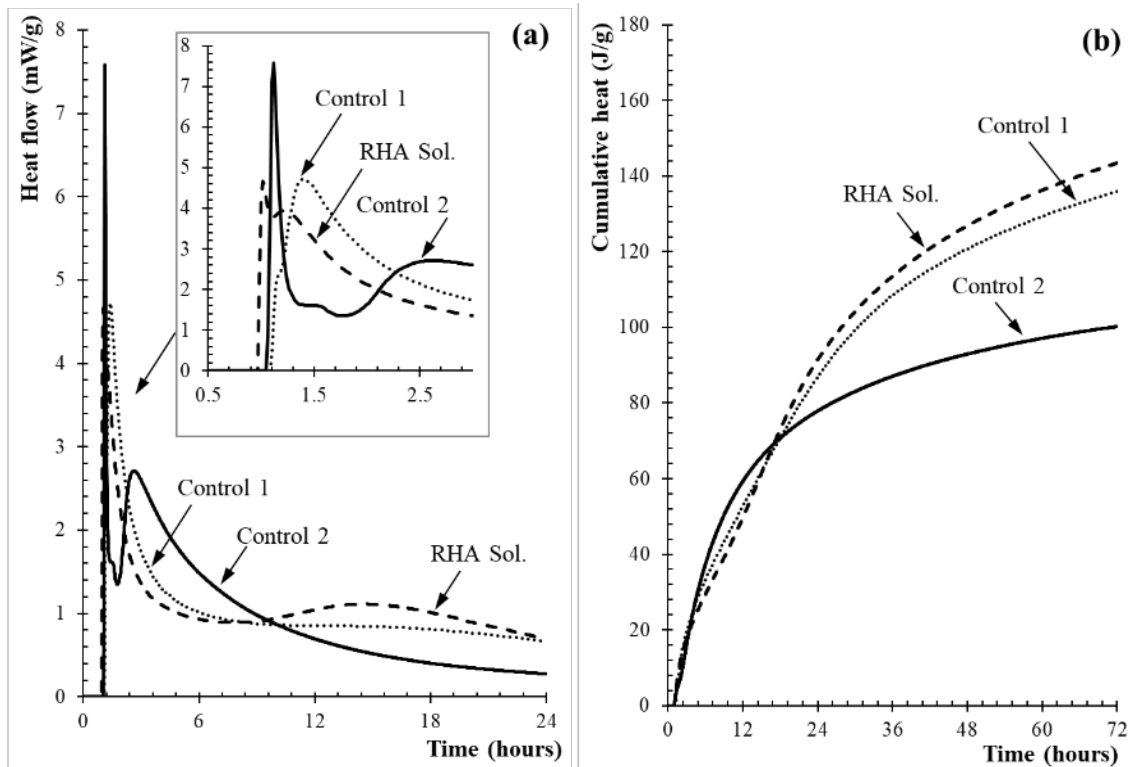 (a)
Heat flow (mW/g)
8
7
6
5
4
3
2
1
0
0
6
12
18
24
Time (hours)
Control 1
Control 2
RHA Sol.
8
7
6
5
4
3
2
1
0
0.5
1.5
2.5
Control 1
RHA Sol.
Control 2
(b)
Cumulative heat (J/g)
180
160
140
120
100
80
60
40
20
0
0
12
24
36
48
60
72
Time (hours)
Control 1
RHA Sol.
Control 2